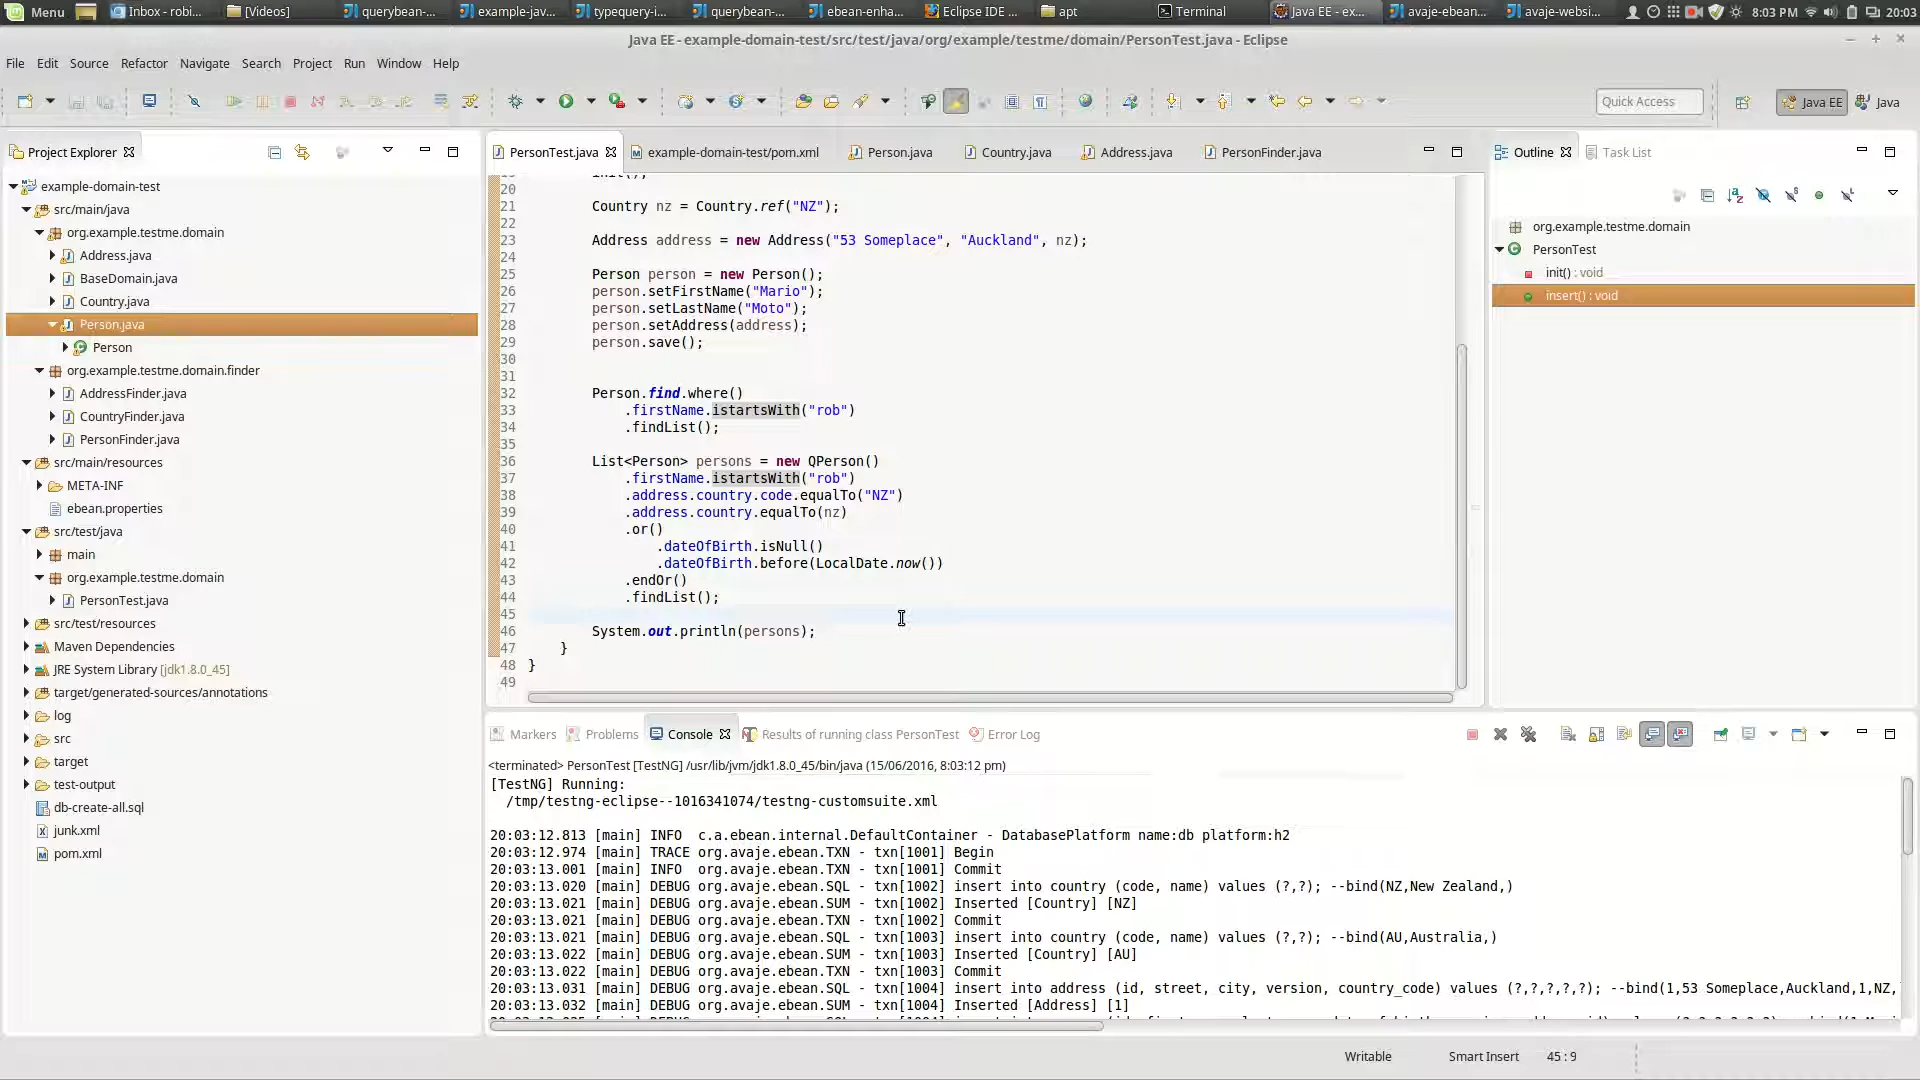 Menu
Inbox - robi...
[Videos]
querybean-...
example-jav...
typequery-i...
querybean-...
ebean-enha...
Eclipse IDE ...
apt
Terminal
Java EE - ex...
avaje-ebean...
avaje-websi...
8:03 PM
20:03
Java EE - example-domain-test/src/test/java/org/example/testme/domain/PersonTest.java - Eclipse
File Edit Source Refactor Navigate Search Project Run Window Help
Quick Access
Java EE
Java
Project Explorer
example-domain-test
src/main/java
org.example.testme.domain
Address.java
BaseDomain.java
Country.java
Person.java
Person
org.example.testme.domain.finder
AddressFinder.java
CountryFinder.java
PersonFinder.java
src/main/resources
META-INF
ebean.properties
src/test/java
main
org.example.testme.domain
PersonTest.java
src/test/resources
Maven Dependencies
JRE System Library [jdk1.8.0_45]
target/generated-sources/annotations
log
src
target
test-output
db-create-all.sql
junk.xml
pom.xml
PersonTest.java
example-domain-test/pom.xml
Person.java
Country.java
Address.java
PersonFinder.java
20
21 Country nz = Country.ref("NZ");
22
23 Address address = new Address("53 Someplace", "Auckland", nz);
24
25 Person person = new Person();
26 person.setFirstName("Mario");
27 person.setLastName("Moto");
28 person.setAddress(address);
29 person.save();
30
31
32 Person.find.where()
33 .firstName.istartsWith("rob")
34 .findList();
35
36 List<Person> persons = new QPerson()
37 .firstName.istartsWith("rob")
38 .address.country.code.equalTo("NZ")
39 .address.country.equalTo(nz)
40 .or()
41 .dateOfBirth.isNull()
42 .dateOfBirth.before(LocalDate.now())
43 .endOr()
44 .findList();
45
46 System.out.println(persons);
47 }
48 }
49
Outline
Task List
org.example.testme.domain
PersonTest
init() : void
insert() : void
Markers
Problems
Console
Results of running class PersonTest
Error Log
<terminated> PersonTest [TestNG] /usr/lib/jvm/jdk1.8.0_45/bin/java (15/06/2016, 8:03:12 pm)
[TestNG] Running:
/tmp/testng-eclipse--1016341074/testng-customsuite.xml
20:03:12.813 [main] INFO  c.a.ebean.internal.DefaultContainer - DatabasePlatform name:db platform:h2
20:03:12.974 [main] TRACE org.avaje.ebean.TXN - txn[1001] Begin
20:03:13.001 [main] INFO  org.avaje.ebean.TXN - txn[1001] Commit
20:03:13.020 [main] DEBUG org.avaje.ebean.SQL - txn[1002] insert into country (code, name) values (?,?); --bind(NZ,New Zealand,)
20:03:13.021 [main] DEBUG org.avaje.ebean.SUM - txn[1002] Inserted [Country] [NZ]
20:03:13.021 [main] DEBUG org.avaje.ebean.TXN - txn[1002] Commit
20:03:13.021 [main] DEBUG org.avaje.ebean.SQL - txn[1003] insert into country (code, name) values (?,?); --bind(AU,Australia,)
20:03:13.022 [main] DEBUG org.avaje.ebean.SUM - txn[1003] Inserted [Country] [AU]
20:03:13.022 [main] DEBUG org.avaje.ebean.TXN - txn[1003] Commit
20:03:13.031 [main] DEBUG org.avaje.ebean.SQL - txn[1004] insert into address (id, street, city, version, country_code) values (?,?,?,?,?); --bind(1,53 Someplace,Auckland,1,NZ,
20:03:13.032 [main] DEBUG org.avaje.ebean.SUM - txn[1004] Inserted [Address] [1]
Writable
Smart Insert
45 : 9